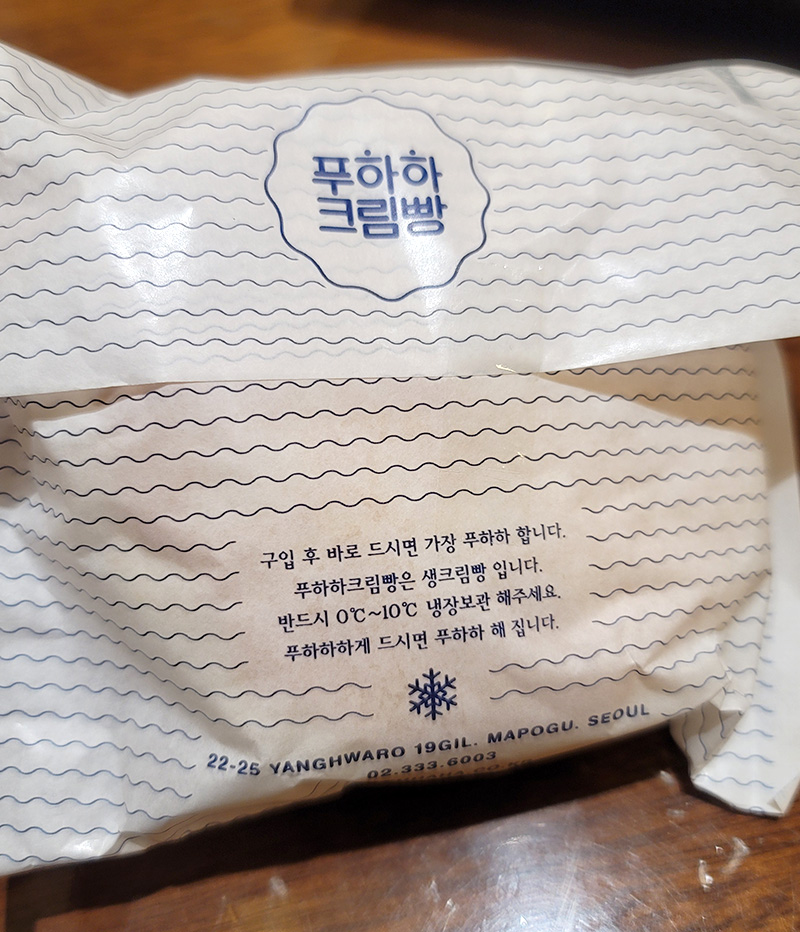 푸하하
크림빵
구입 후 바로 드시면 가장 푸하하 합니다.
푸하하크림빵은 생크림빵 입니다.
반드시 0℃~10℃ 냉장보관 해주세요.
푸하하하게 드시면 푸하하 해 집니다.
22-25 YANGHWARO 19GIL. MAPOGU. SEOUL
02.333.6003